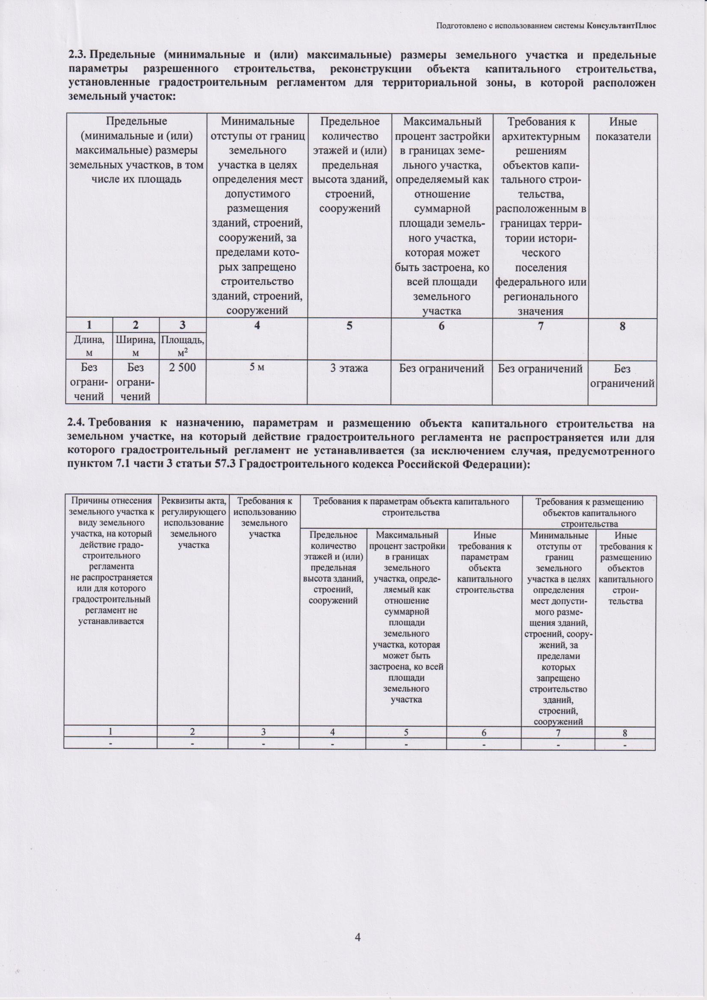 Подготовлено с использованием системы КонсультантПлюс
2.3. Предельные (минимальные и (или) максимальные) размеры земельного участка и предельные
параметры разрешенного строительства, реконструкции объекта капитального строительства,
установленные градостроительным регламентом для территориальной зоны, в которой расположен
земельный участок:
Предельные
(минимальные и (или)
максимальные) размеры
земельных участков, в том
числе их площадь
Минимальные
отступы от границ
земельного
участка в целях
определения мест
допустимого
размещения
зданий, строений,
сооружений, за
пределами кото-
рых запрещено
строительство
зданий, строений,
сооружений
Предельное
количество
этажей и (или)
предельная
высота зданий,
строений,
сооружений
Максимальный
процент застройки
в границах земе-
льного участка,
определяемый как
отношение
суммарной
площади земель-
ного участка,
которая может
быть застроена, ко
всей площади
земельного
участка
Требования к
архитектурным
решениям
объектов капи-
тального строи-
тельства,
расположенным в
границах терри-
тории истори-
ческого
поселения
федерального или
регионального
значения
Иные
показатели
1 2 3 4 5 6 7 8
Длина,
м
Ширина,
м
Площадь,
м²
Без
ограни-
чений
Без
ограни-
чений
2 500
5 м
3 этажа
Без ограничений
Без ограничений
Без
ограничений
2.4. Требования к назначению, параметрам и размещению объекта капитального строительства на
земельном участке, на который действие градостроительного регламента не распространяется или для
которого градостроительный регламент не устанавливается (за исключением случая, предусмотренного
пунктом 7.1 части 3 статьи 57.3 Градостроительного кодекса Российской Федерации):
Причины отнесения
земельного участка к
виду земельного
участка, на который
действие градо-
строительного
регламента
не распространяется
или для которого
градостроительный
регламент не
устанавливается
Реквизиты акта,
регулирующего
использование
земельного
участка
Требования к
использованию
земельного
участка
Требования к параметрам объекта капитального
строительства
Требования к размещению
объектов капитального
строительства
Предельное
количество
этажей и (или)
предельная
высота зданий,
строений,
сооружений
Максимальный
процент застройки
в границах
земельного
участка, опреде-
ляемый как
отношение
суммарной
площади
земельного
участка, которая
может быть
застроена, ко всей
площади
земельного
участка
Иные
требования к
параметрам
объекта
капитального
строительства
Минимальные
отступы от
границ
земельного
участка в целях
определения
мест допусти-
мого разме-
щения зданий,
строений, соору-
жений, за
пределами
которых
запрещено
строительство
зданий,
строений,
сооружений
Иные
требования к
размещению
объектов
капитального
строи-
тельства
1 2 3 4 5 6 7 8
- - - - - - - -
4